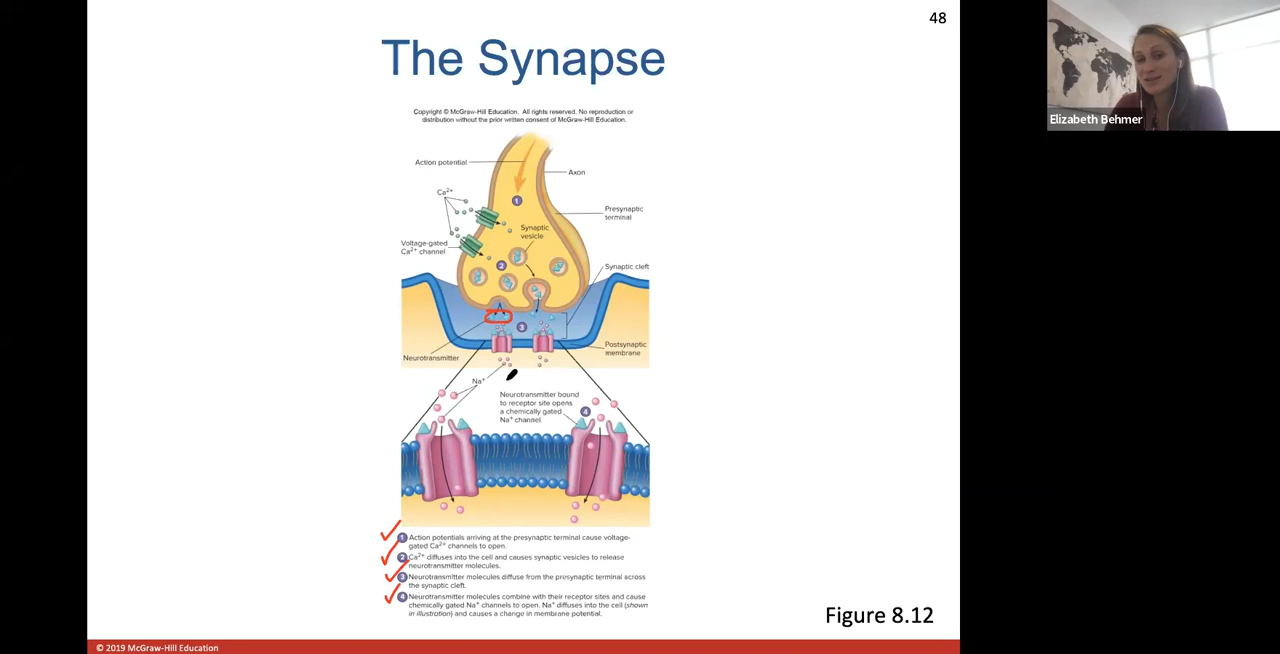 48
The Synapse
Copyright © McGraw-Hill Education. All rights reserved. No reproduction or
distribution without the prior written consent of McGraw-Hill Education.
Action potential
Axon
Ca²⁺
1
Presynaptic
terminal
Synaptic
vesicle
Voltage-gated
Ca²⁺ channel
2
Synaptic cleft
3
Neurotransmitter
Postsynaptic
membrane
Na⁺
Neurotransmitter bound
to receptor site opens
a chemically gated
Na⁺ channel.
4
1 Action potentials arriving at the presynaptic terminal cause voltage-
gated Ca²⁺ channels to open.
2 Ca²⁺ diffuses into the cell and causes synaptic vesicles to release
neurotransmitter molecules.
3 Neurotransmitter molecules diffuse from the presynaptic terminal across
the synaptic cleft.
4 Neurotransmitter molecules combine with their receptor sites and cause
chemically gated Na⁺ channels to open. Na⁺ diffuses into the cell (shown
in illustration) and causes a change in membrane potential.
Figure 8.12
© 2019 McGraw-Hill Education
Elizabeth Behmer